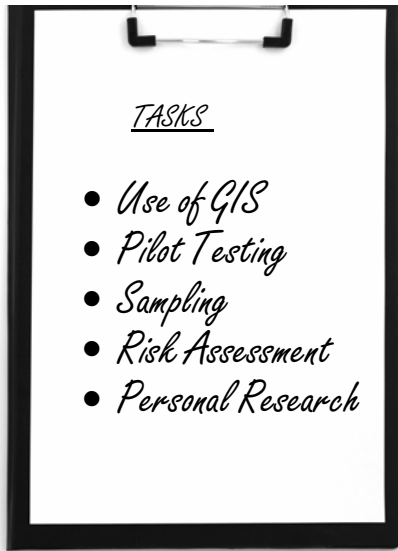 TASKS
• Use of GIS
• Pilot Testing
• Sampling
• Risk Assessment
• Personal Research